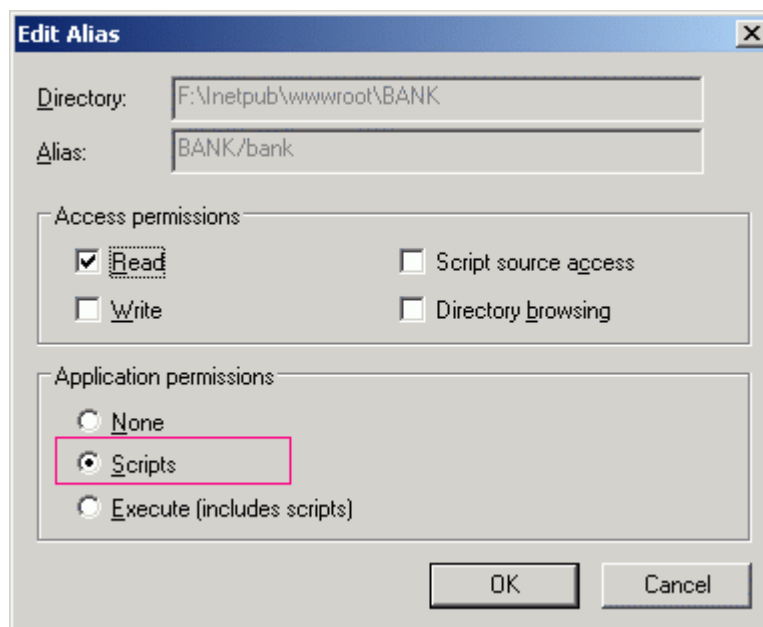 Edit Alias
Directory: F:\Inetpub\wwwroot\BANK
Alias: BANK/bank
Access permissions
Read Script source access
Write Directory browsing
Application permissions
None
Scripts
Execute (includes scripts)
OK Cancel